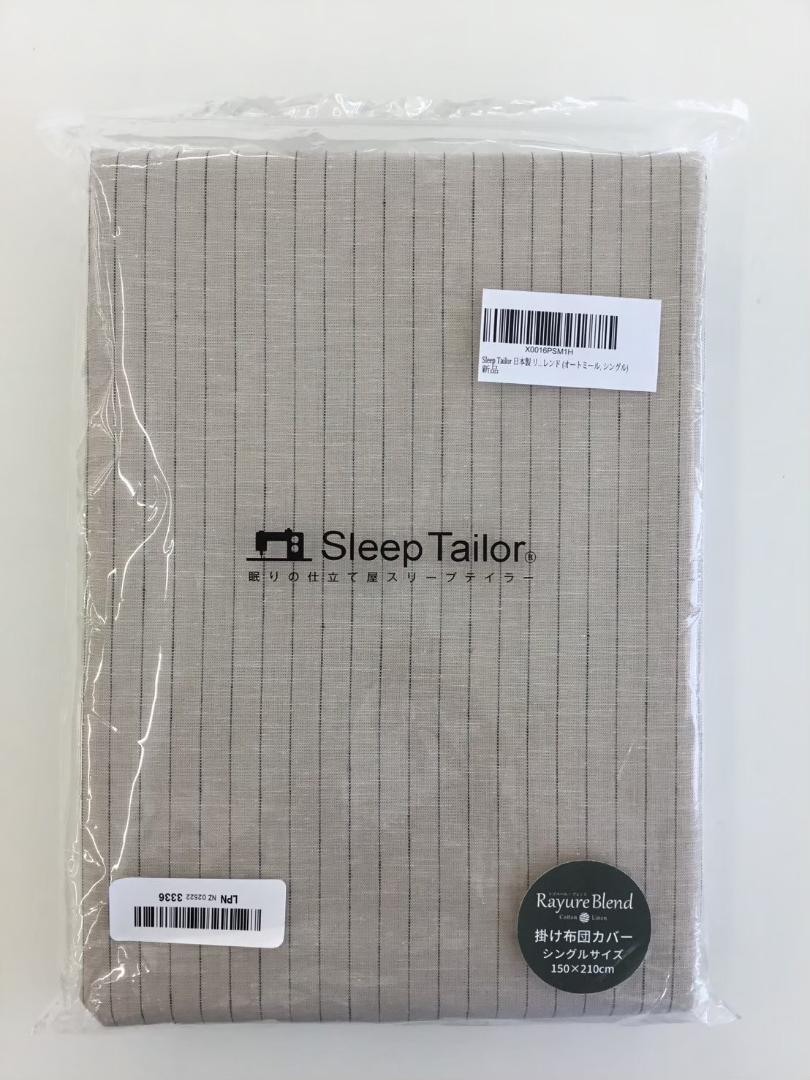 X0016PSM1H
Sleep Tailor 日本製 リ...レンド (オートミール, シングル)
新品
Sleep Tailor®
眠りの仕立て屋スリープテイラー
LPN NZ 02522 3336
Rayure Blend
Cotton Linen
掛け布団カバー
シングルサイズ
150×210cm